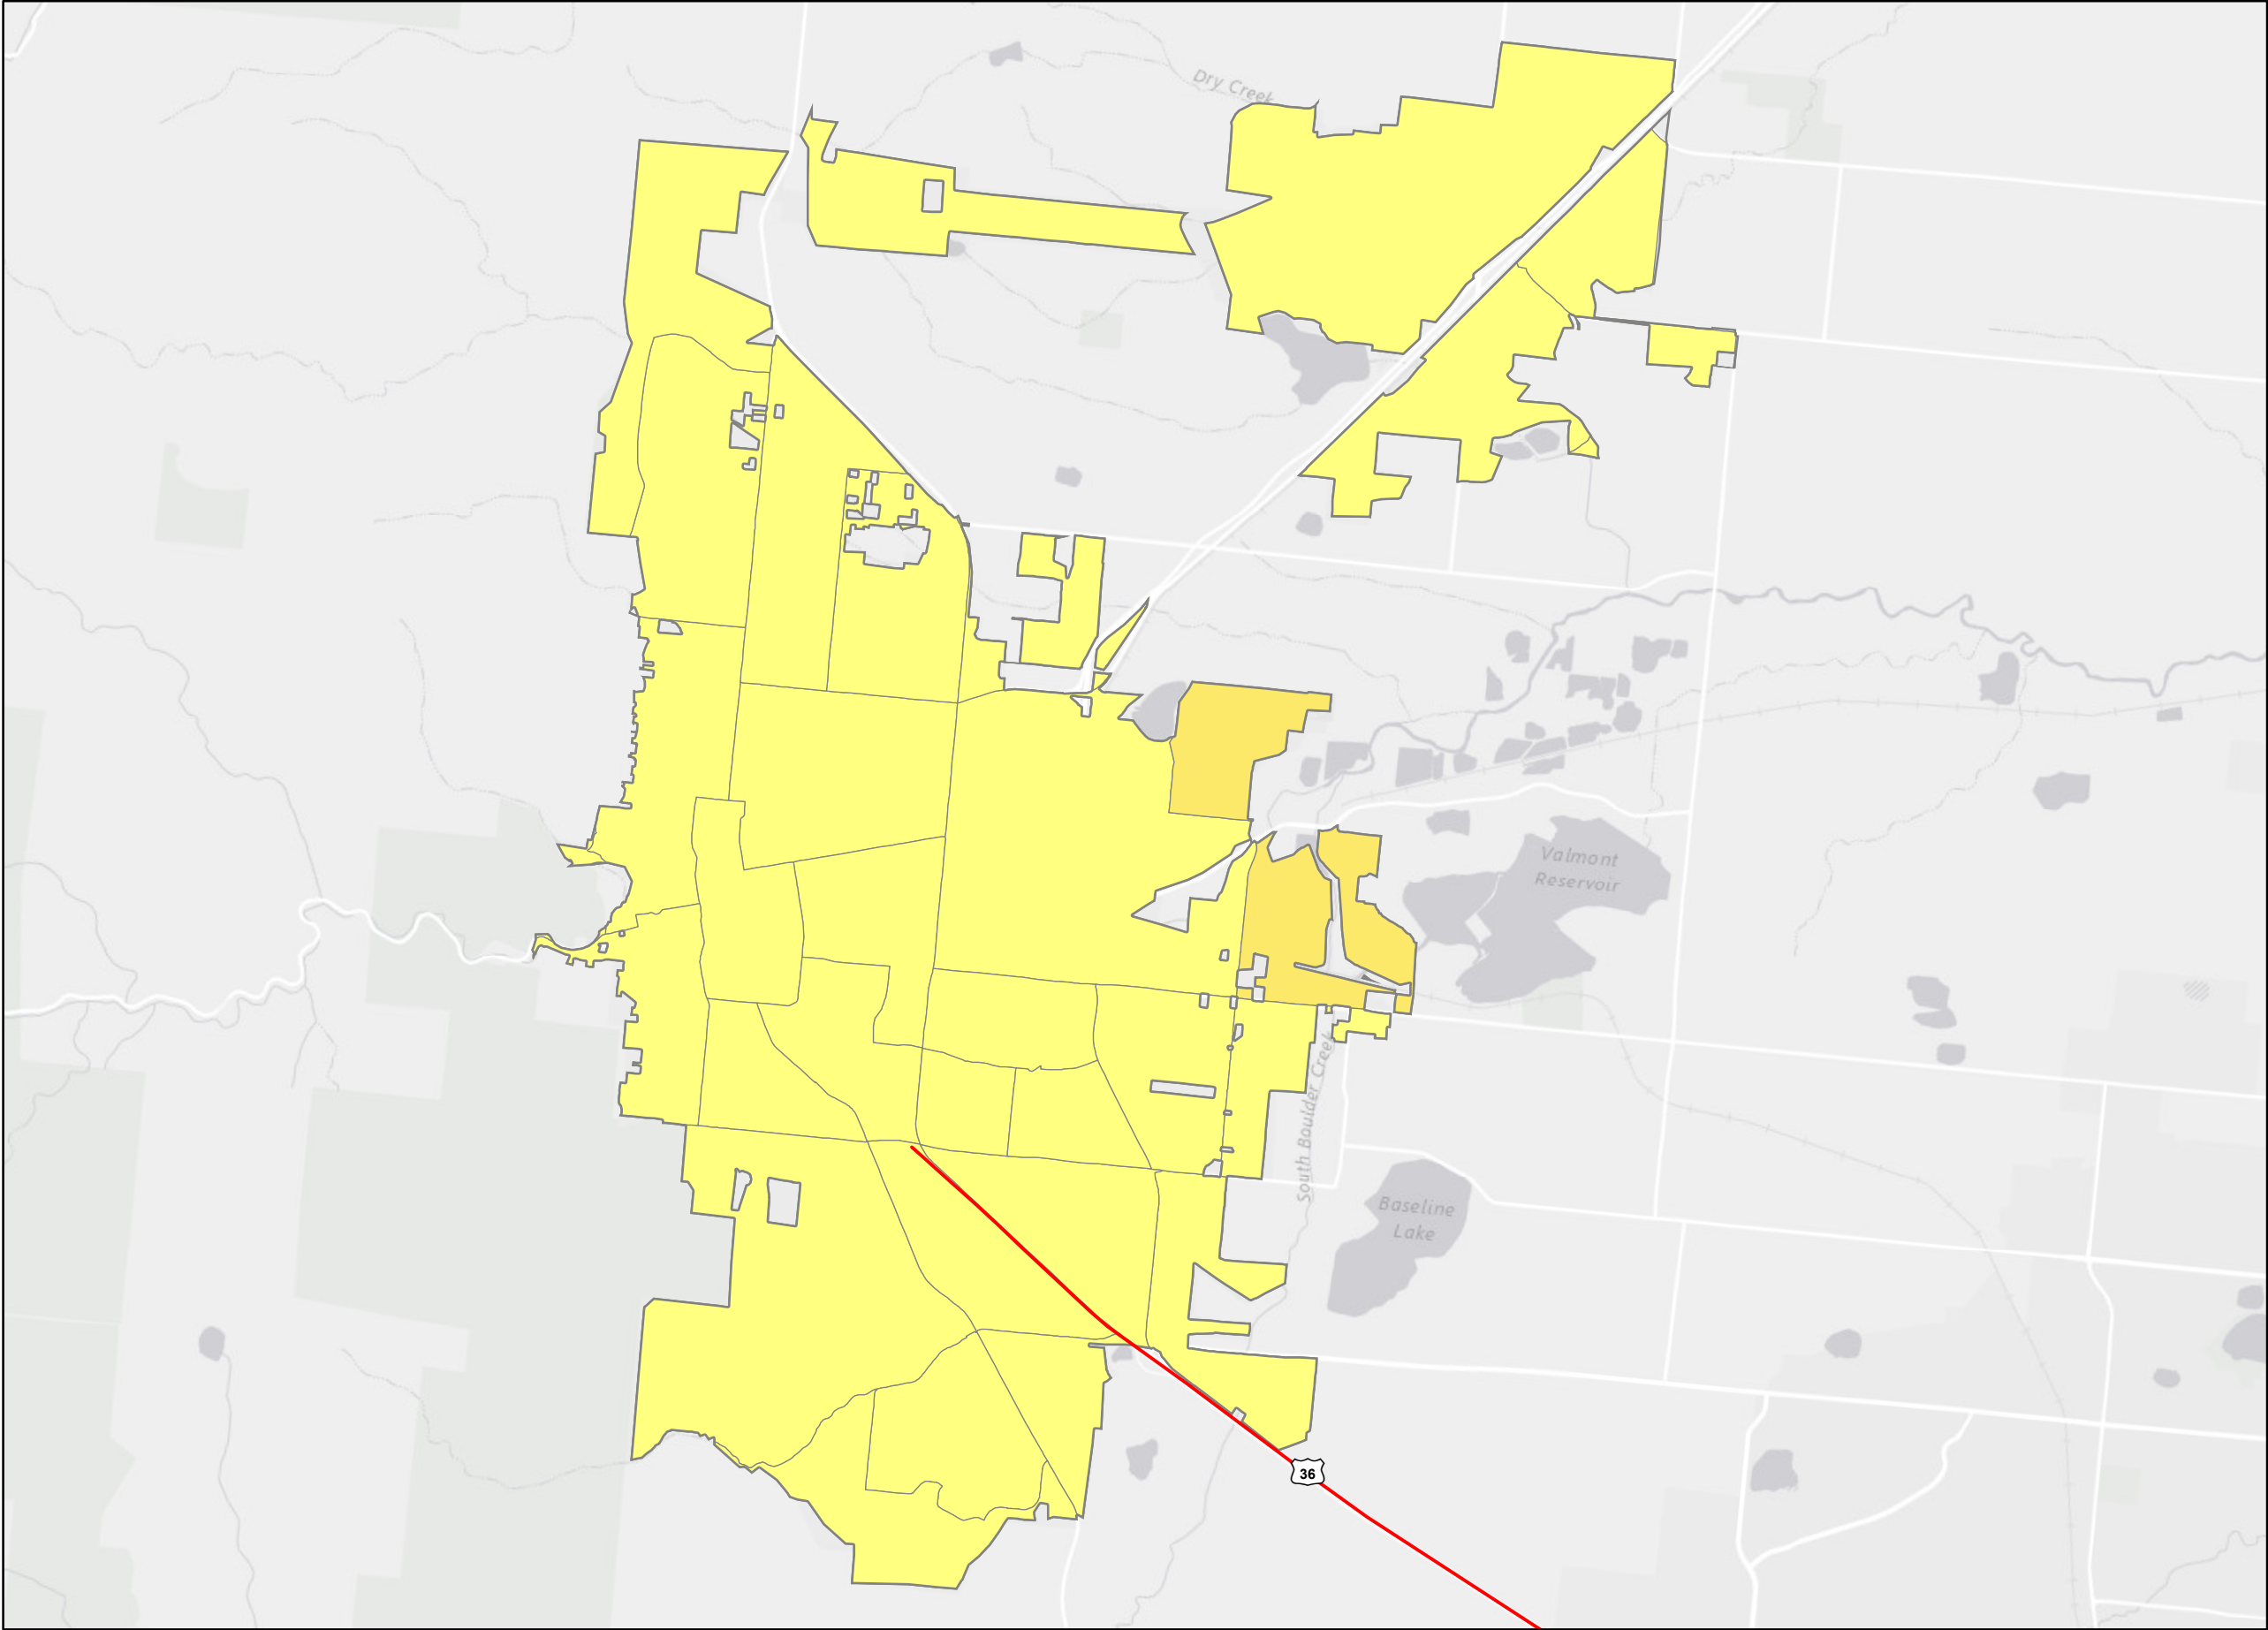 Dry Creek
Valmont
Reservoir
South Boulder Creek
Baseline
Lake
36